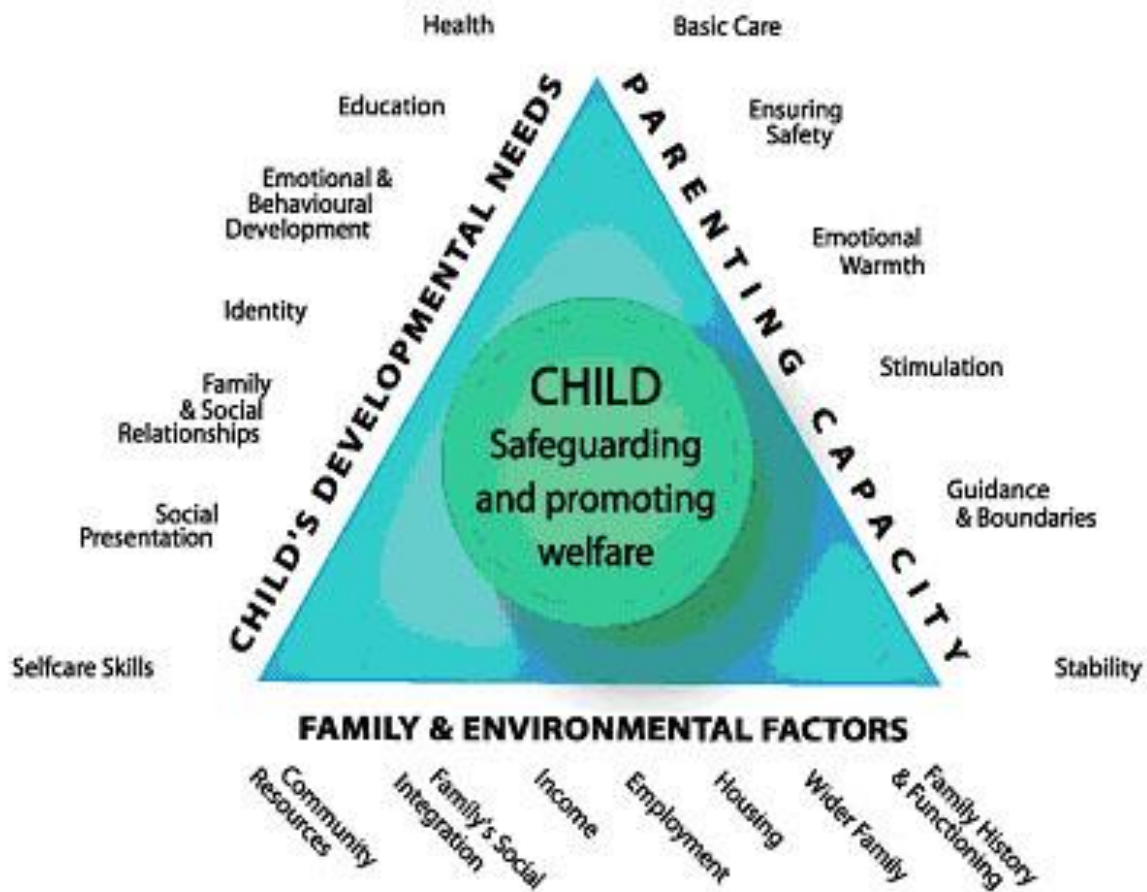 Health
Education
Emotional &
Behavioural
Development
Identity
Family
& Social
Relationships
Social
Presentation
Selfcare Skills
CHILD'S DEVELOPMENTAL NEEDS
Basic Care
Ensuring
Safety
Emotional
Warmth
Stimulation
Guidance
& Boundaries
Stability
PARENTING CAPACITY
CHILD
Safeguarding
and promoting
welfare
FAMILY & ENVIRONMENTAL FACTORS
Community
Resources
Family's Social
Integration
Income
Employment
Housing
Wider Family
Family History
& Functioning